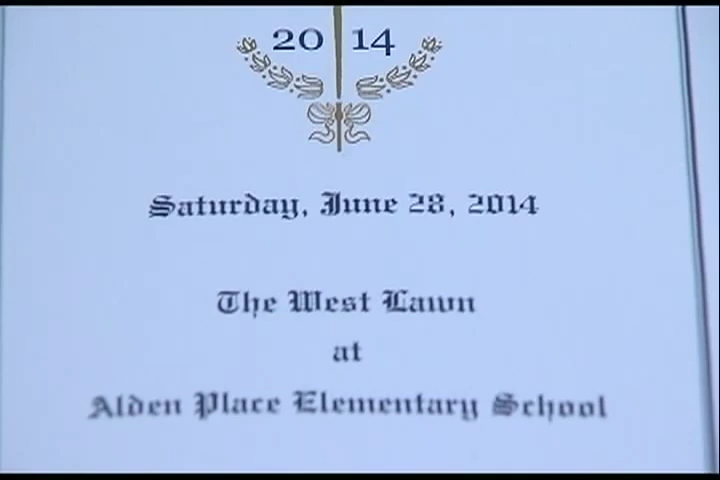 20 14
Saturday, June 28, 2014
The West Lawn
at
Alden Place Elementary School